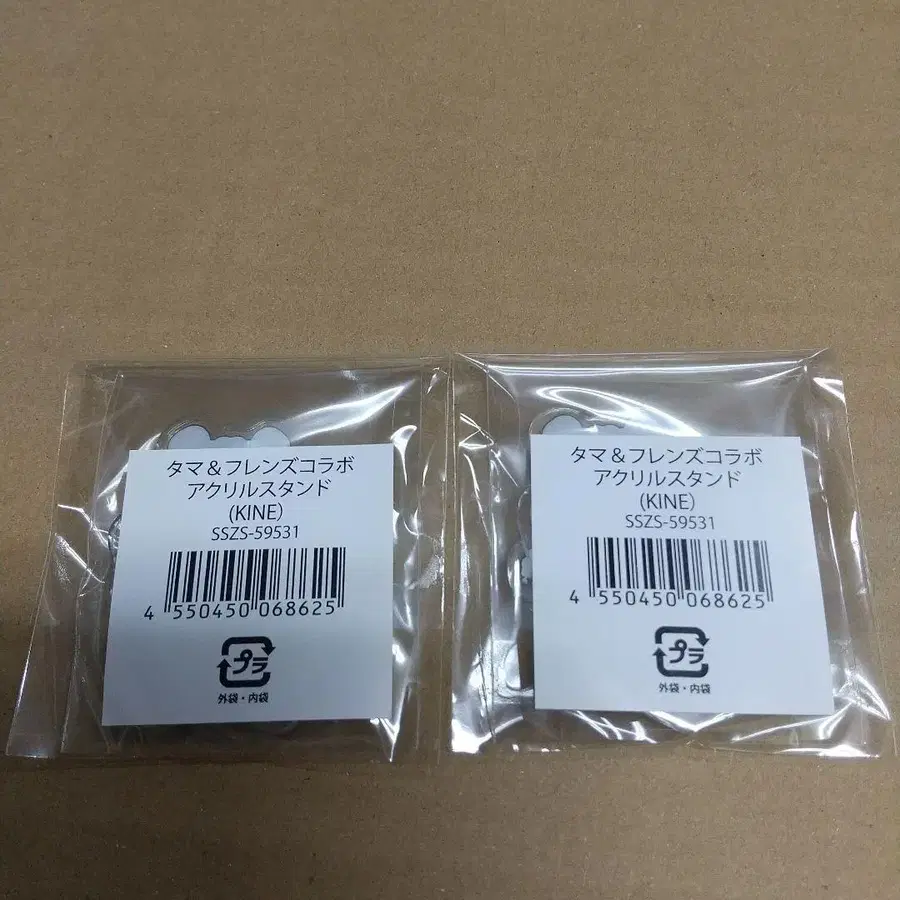 タマ＆フレンズコラボ
アクリルスタンド
(KINE)
SSZS-59531
4 550450 068625
プラ
外袋・内袋
タマ＆フレンズコラボ
アクリルスタンド
(KINE)
SSZS-59531
4 550450 068625
プラ
外袋・内袋